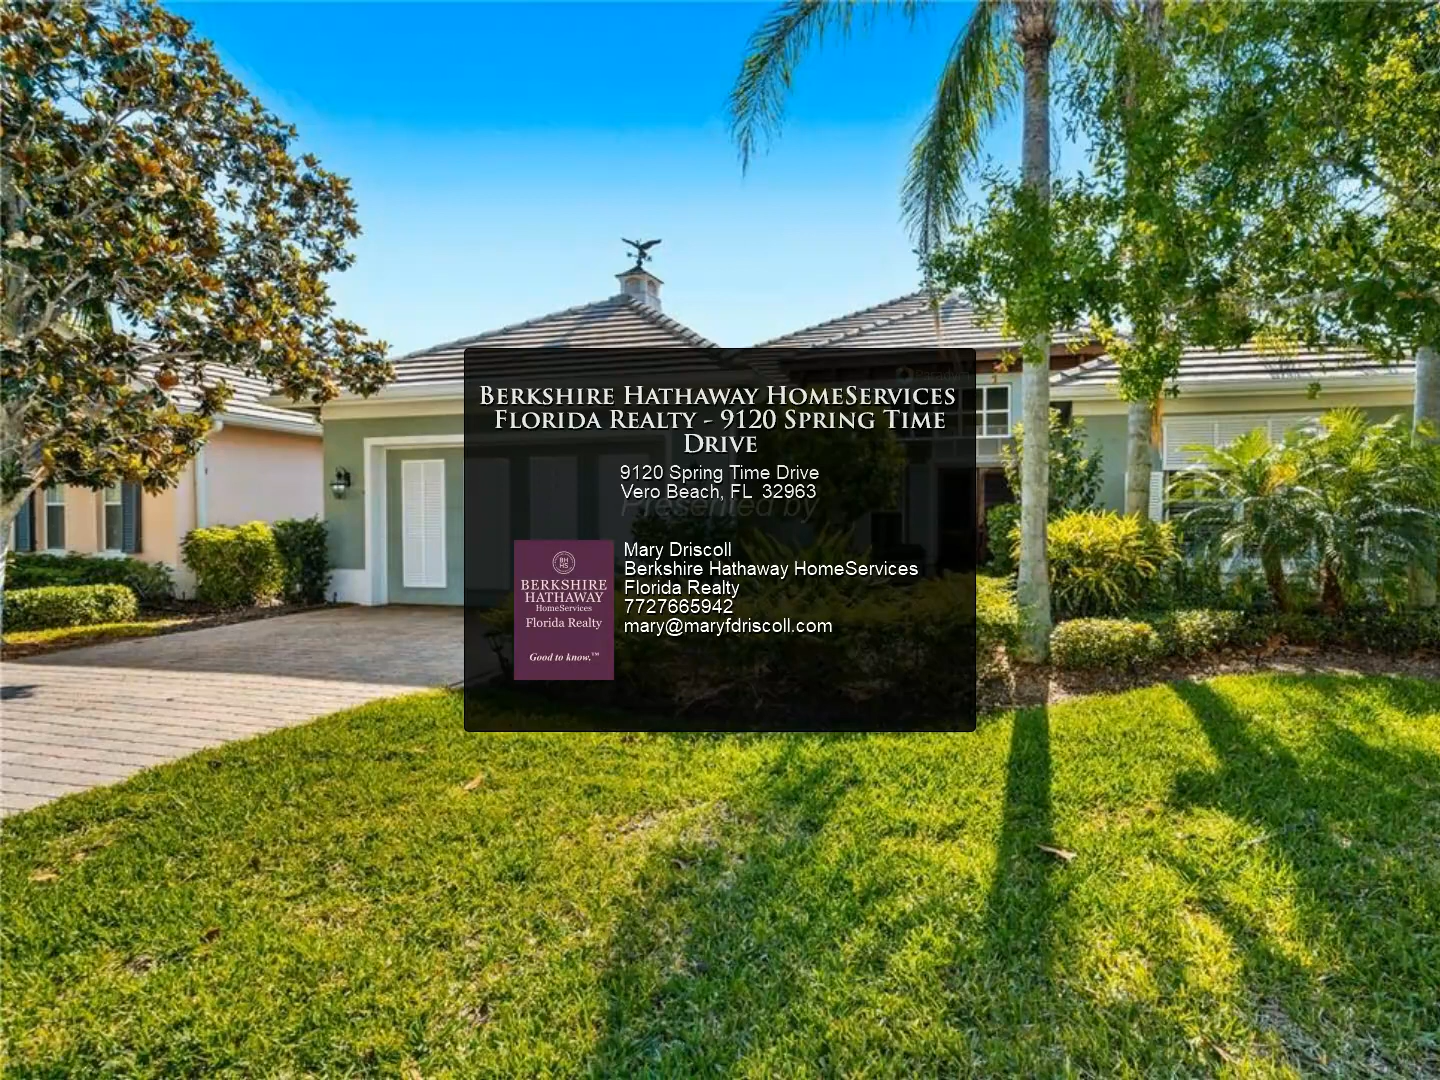 BERKSHIRE HATHAWAY HOMESERVICES
FLORIDA REALTY - 9120 SPRING TIME
DRIVE
9120 Spring Time Drive
Vero Beach, FL 32963
Presented by
Mary Driscoll
Berkshire Hathaway HomeServices
Florida Realty
7727665942
mary@maryfdriscoll.com
BH
HS
BERKSHIRE
HATHAWAY
HomeServices
Florida Realty
Good to know.™